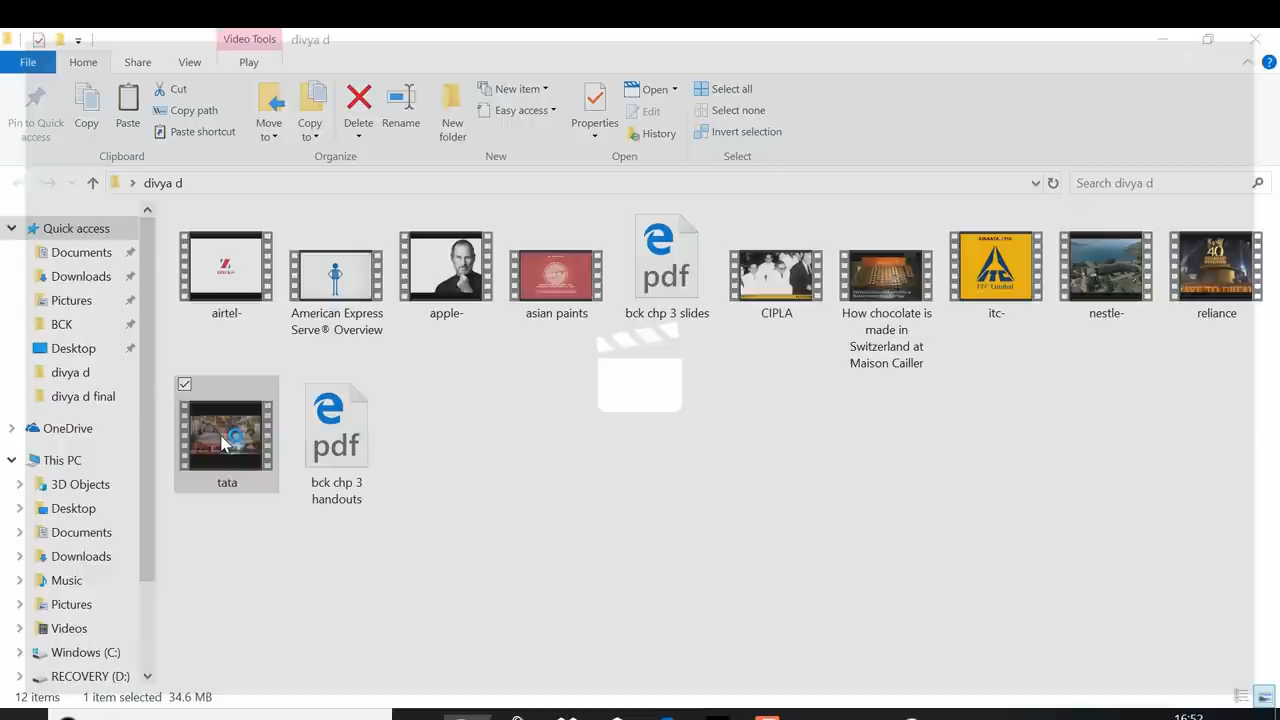 Video Tools
divya d
File
Home
Share
View
Play
Pin to Quick access
Copy
Paste
Cut
Copy path
Paste shortcut
Clipboard
Move to
Copy to
Delete
Rename
Organize
New folder
New item
Easy access
New
Properties
Open
Edit
History
Open
Select all
Select none
Invert selection
Select
divya d
Search divya d
Quick access
Documents
Downloads
Pictures
BCK
Desktop
divya d
divya d final
OneDrive
This PC
3D Objects
Desktop
Documents
Downloads
Music
Pictures
Videos
Windows (C:)
RECOVERY (D:)
airtel-
American Express
Serve® Overview
apple-
asian paints
pdf
bck chp 3 slides
CIPLA
How chocolate is
made in
Switzerland at
Maison Cailler
ITC Limited
itc-
nestle-
40
reliance
tata
pdf
bck chp 3
handouts
12 items
1 item selected 34.6 MB
16:52